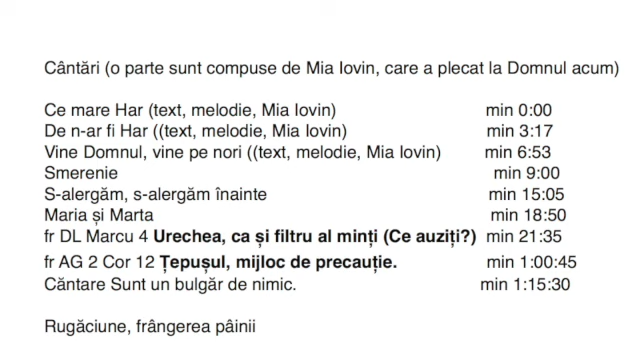 Cântări (o parte sunt compuse de Mia Iovin, care a plecat la Domnul acum)
Ce mare Har (text, melodie, Mia Iovin) min 0:00
De n-ar fi Har ((text, melodie, Mia Iovin) min 3:17
Vine Domnul, vine pe nori ((text, melodie, Mia Iovin) min 6:53
Smerenie min 9:00
S-alergăm, s-alergăm înainte min 15:05
Maria și Marta min 18:50
fr DL Marcu 4 Urechea, ca și filtru al minți (Ce auziți?) min 21:35
fr AG 2 Cor 12 Țepușul, mijloc de precauție. min 1:00:45
Căntare Sunt un bulgăr de nimic. min 1:15:30
Rugăciune, frângerea pâinii